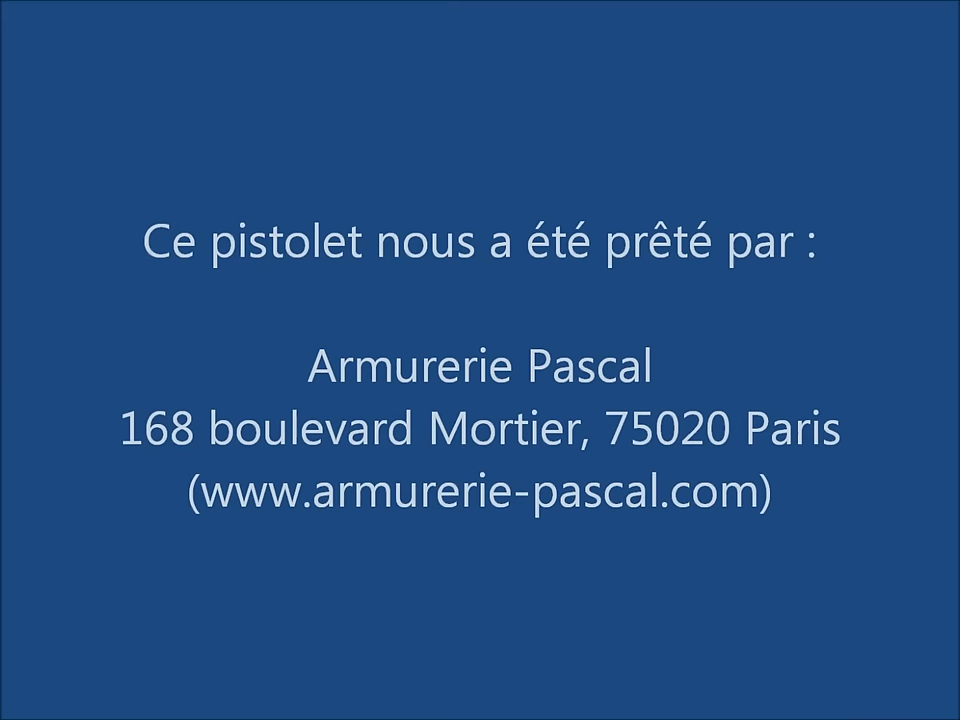 Ce pistolet nous a été prêté par :
Armurerie Pascal
168 boulevard Mortier, 75020 Paris
(www.armurerie-pascal.com)